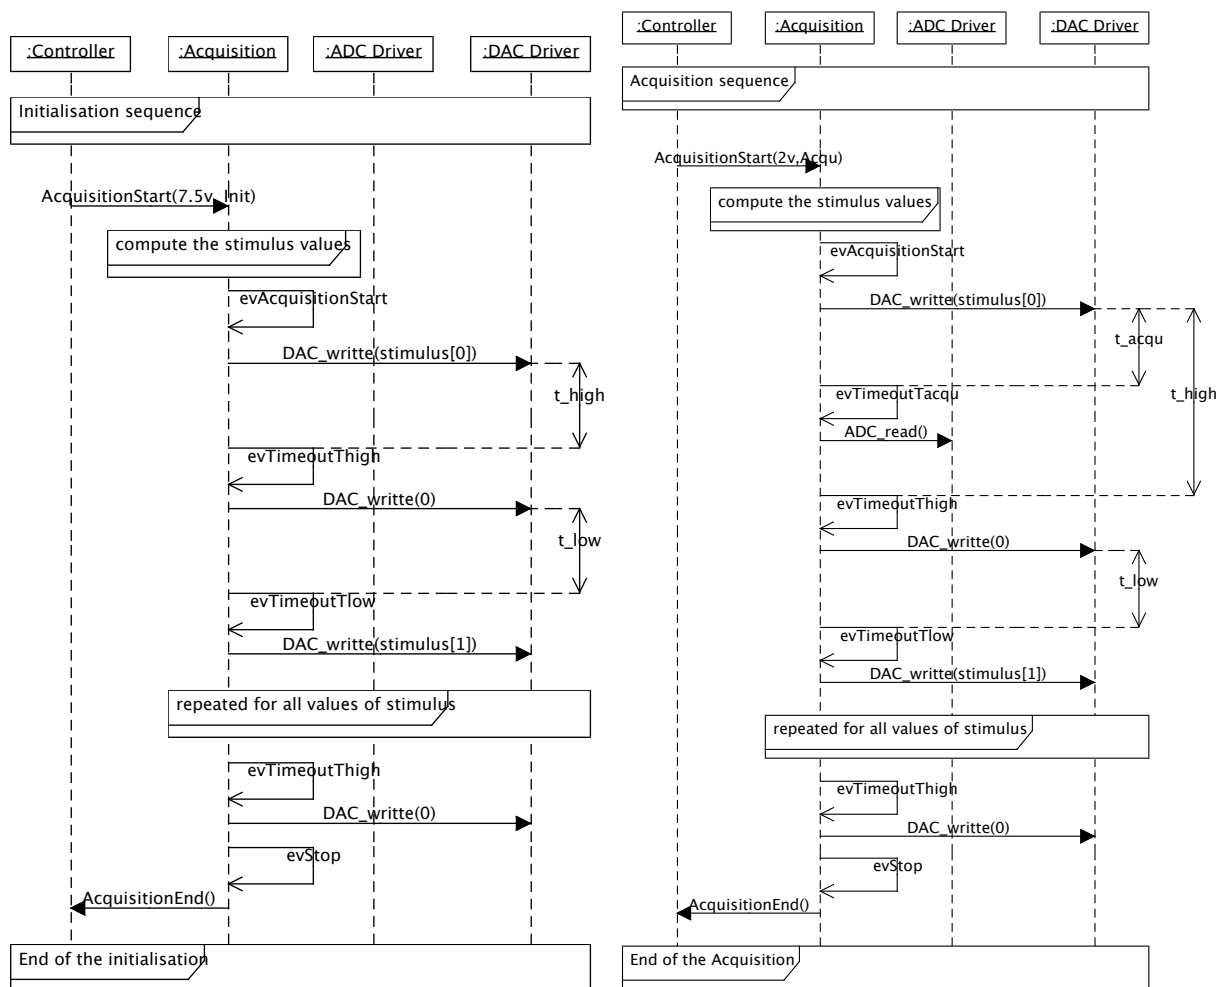 :Controller
:Acquisition
:ADC Driver
:DAC Driver
Initialisation sequence
AcquisitionStart(7.5v, Init)
compute the stimulus values
evAcquisitionStart
DAC_writte(stimulus[0])
t_high
evTimeoutThigh
DAC_writte(0)
t_low
evTimeoutTlow
DAC_writte(stimulus[1])
repeated for all values of stimulus
evTimeoutThigh
DAC_writte(0)
evStop
AcquisitionEnd()
End of the initialisation
:Controller
:Acquisition
:ADC Driver
:DAC Driver
Acquisition sequence
AcquisitionStart(2v,Acqu)
compute the stimulus values
evAcquisitionStart
DAC_writte(stimulus[0])
t_acqu
t_high
evTimeoutTacqu
ADC_read()
evTimeoutThigh
DAC_writte(0)
t_low
evTimeoutTlow
DAC_writte(stimulus[1])
repeated for all values of stimulus
evTimeoutThigh
DAC_writte(0)
evStop
AcquisitionEnd()
End of the Acquisition